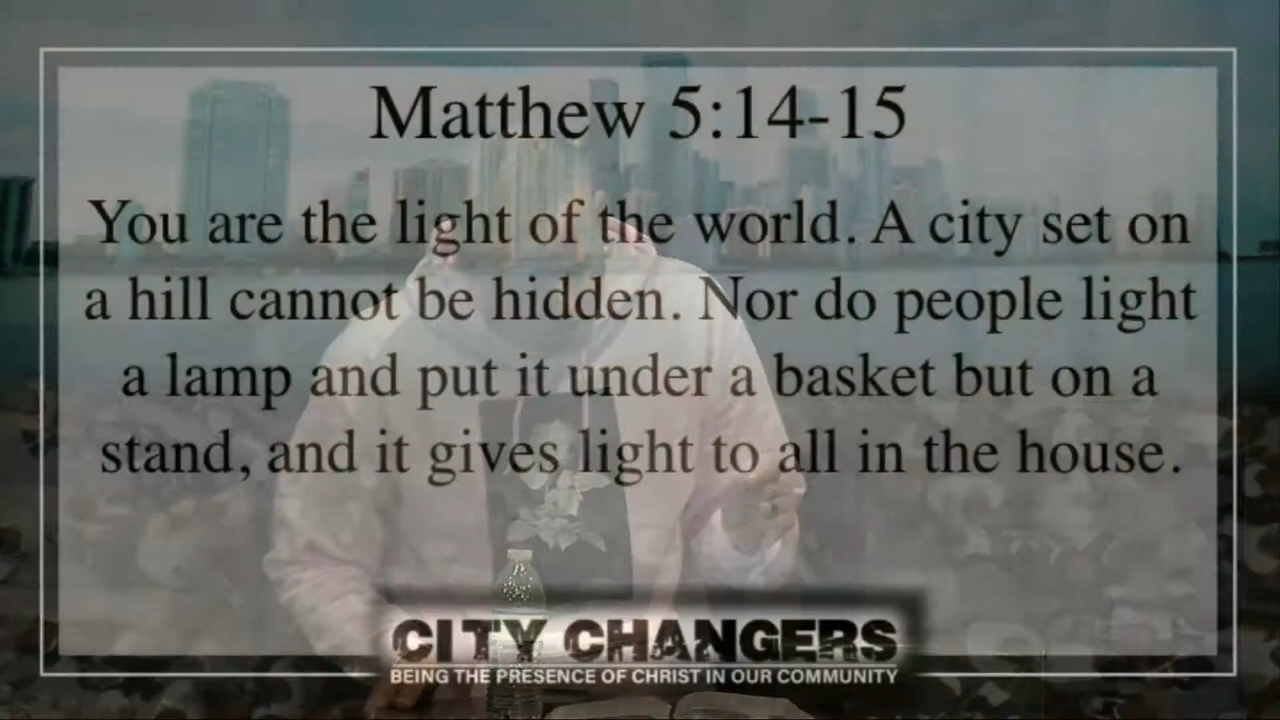 Matthew 5:14-15
You are the light of the world. A city set on
a hill cannot be hidden. Nor do people light
a lamp and put it under a basket but on a
stand, and it gives light to all in the house.
CITY CHANGERS
BEING THE PRESENCE OF CHRIST IN OUR COMMUNITY